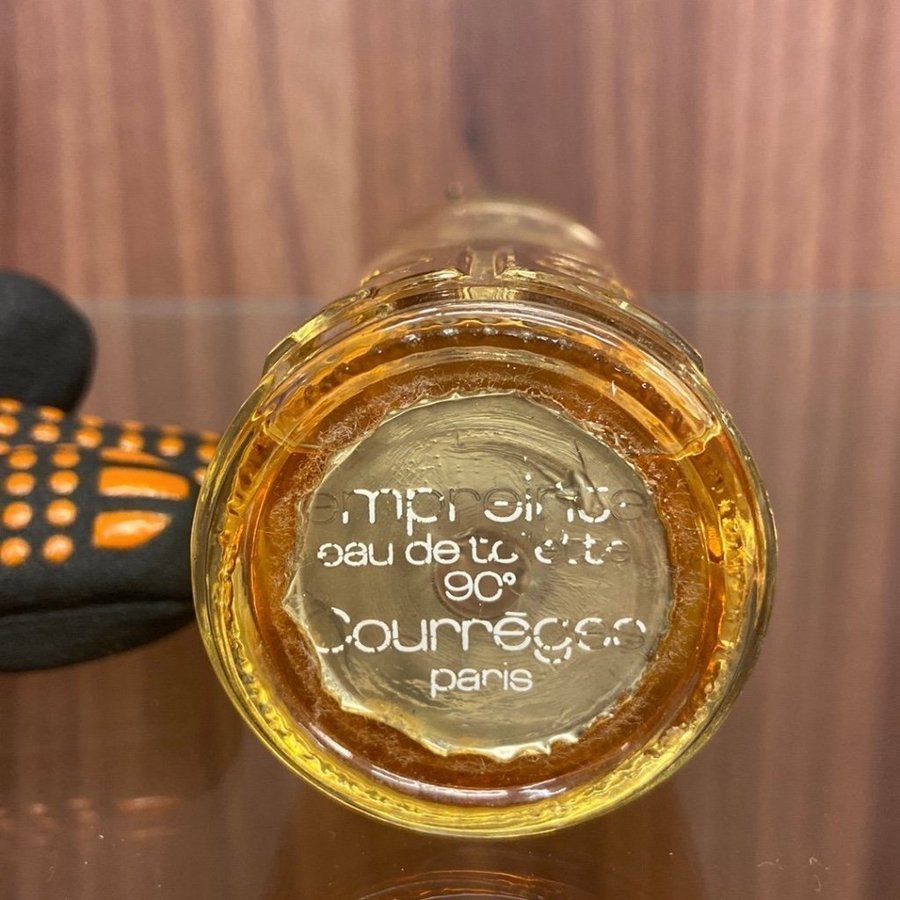 empreinte
eau de toilette
90°
Courrèges
paris